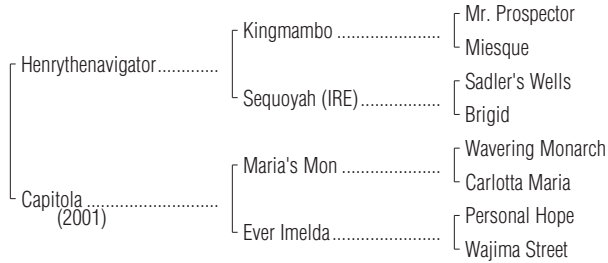 Mr. Prospector
Kingmambo ..................
Miesque
Henrythenavigator............
Sadler's Wells
Sequoyah (IRE)..............
Brigid
Wavering Monarch
Maria's Mon .................
Carlotta Maria
Capitola ..........................
(2001)
Personal Hope
Ever Imelda...................
Wajima Street